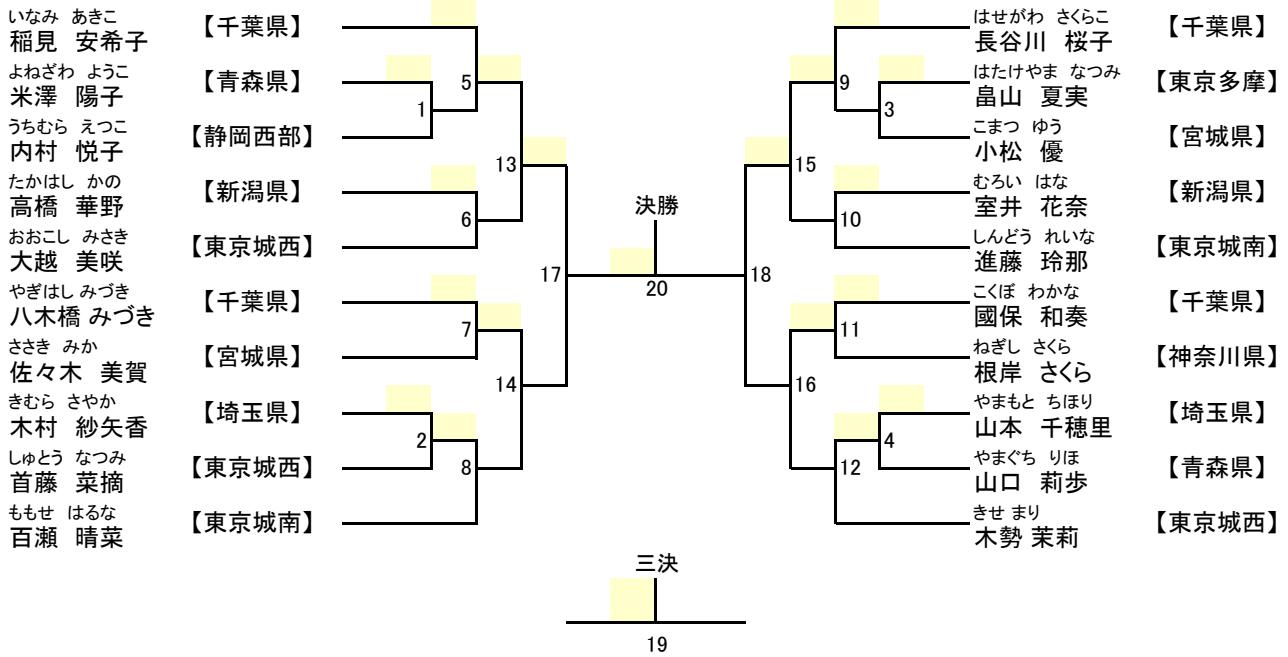 いなみ あきこ
稲見 安希子 【千葉県】
よねざわ ようこ
米澤 陽子 【青森県】
うちむら えつこ
内村 悦子 【静岡西部】
たかはし かの
高橋 華野 【新潟県】
おおこし みさき
大越 美咲 【東京城西】
やぎはし みづき
八木橋 みづき 【千葉県】
ささき みか
佐々木 美賀 【宮城県】
きむら さやか
木村 紗矢香 【埼玉県】
しゅとう なつみ
首藤 菜摘 【東京城西】
ももせ はるな
百瀬 晴菜 【東京城南】
1
2
5
6
7
8
13
14
17
決勝
20
18
15
16
9
10
11
12
3
4
はせがわ さくらこ
長谷川 桜子 【千葉県】
はたけやま なつみ
畠山 夏実 【東京多摩】
こまつ ゆう
小松 優 【宮城県】
むろい はな
室井 花奈 【新潟県】
しんどう れいな
進藤 玲那 【東京城南】
こくぼ わかな
國保 和奏 【千葉県】
ねぎし さくら
根岸 さくら 【神奈川県】
やまもと ちほり
山本 千穂里 【埼玉県】
やまぐち りほ
山口 莉歩 【青森県】
きせ まり
木勢 茉莉 【東京城西】
三決
19